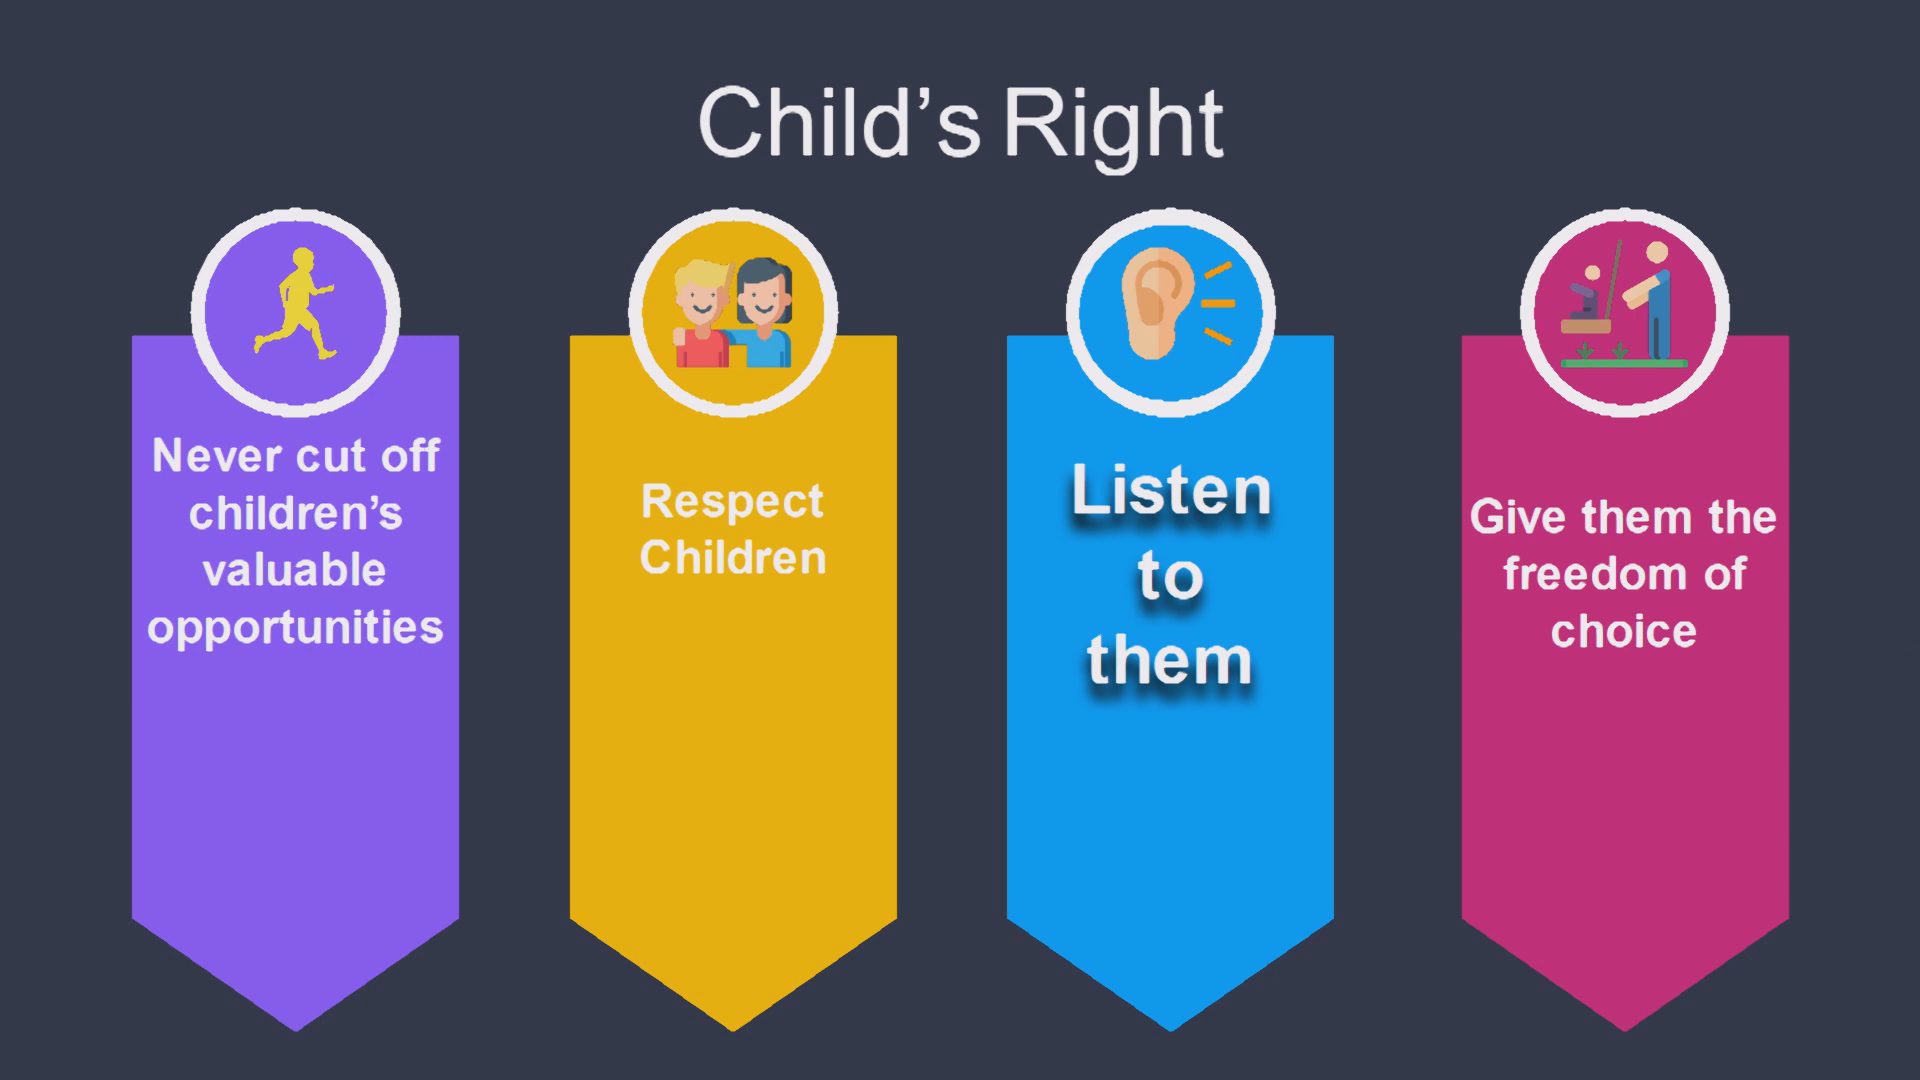 Child’s Right
Never cut off
children’s
valuable
opportunities
Respect
Children
Listen
to
them
Give them the
freedom of
choice